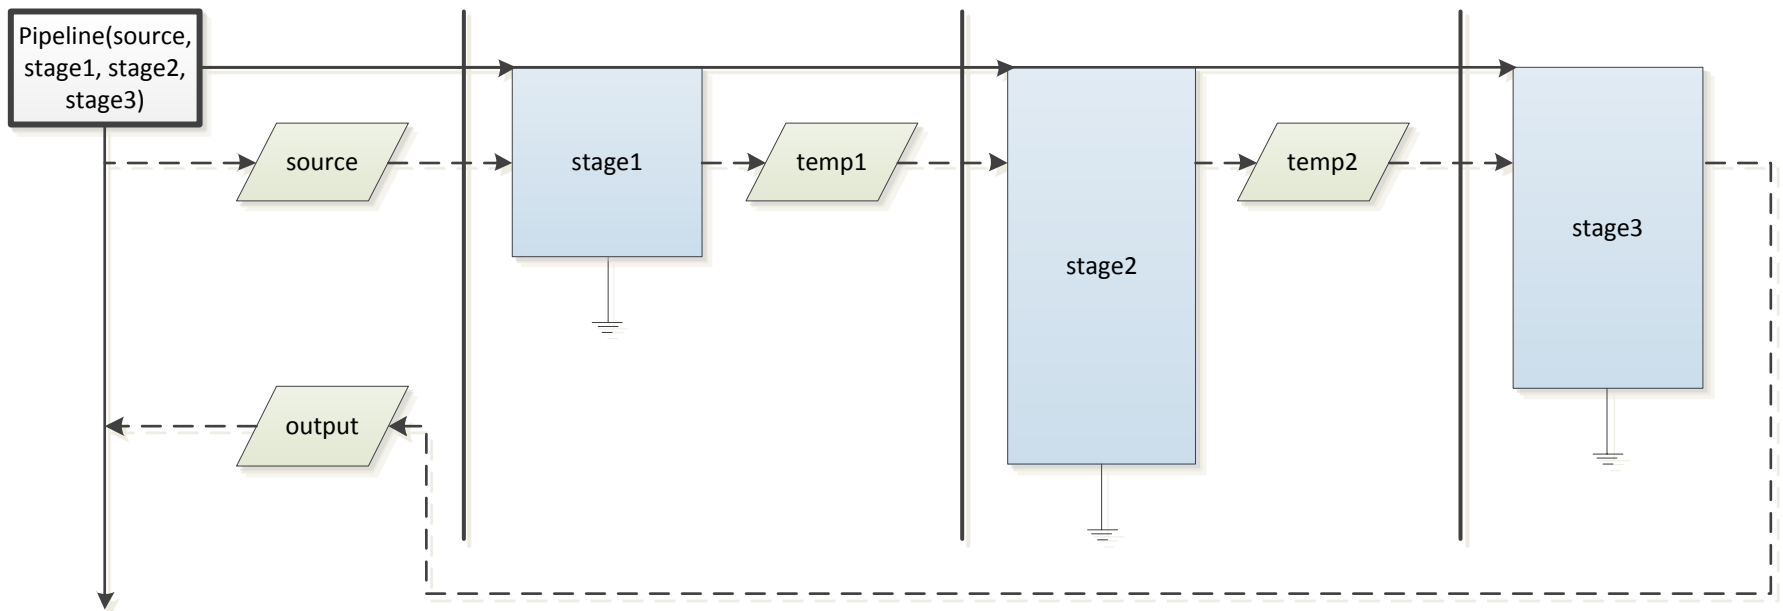 Pipeline(source,
stage1, stage2,
stage3)
source
stage1
temp1
stage2
temp2
stage3
output